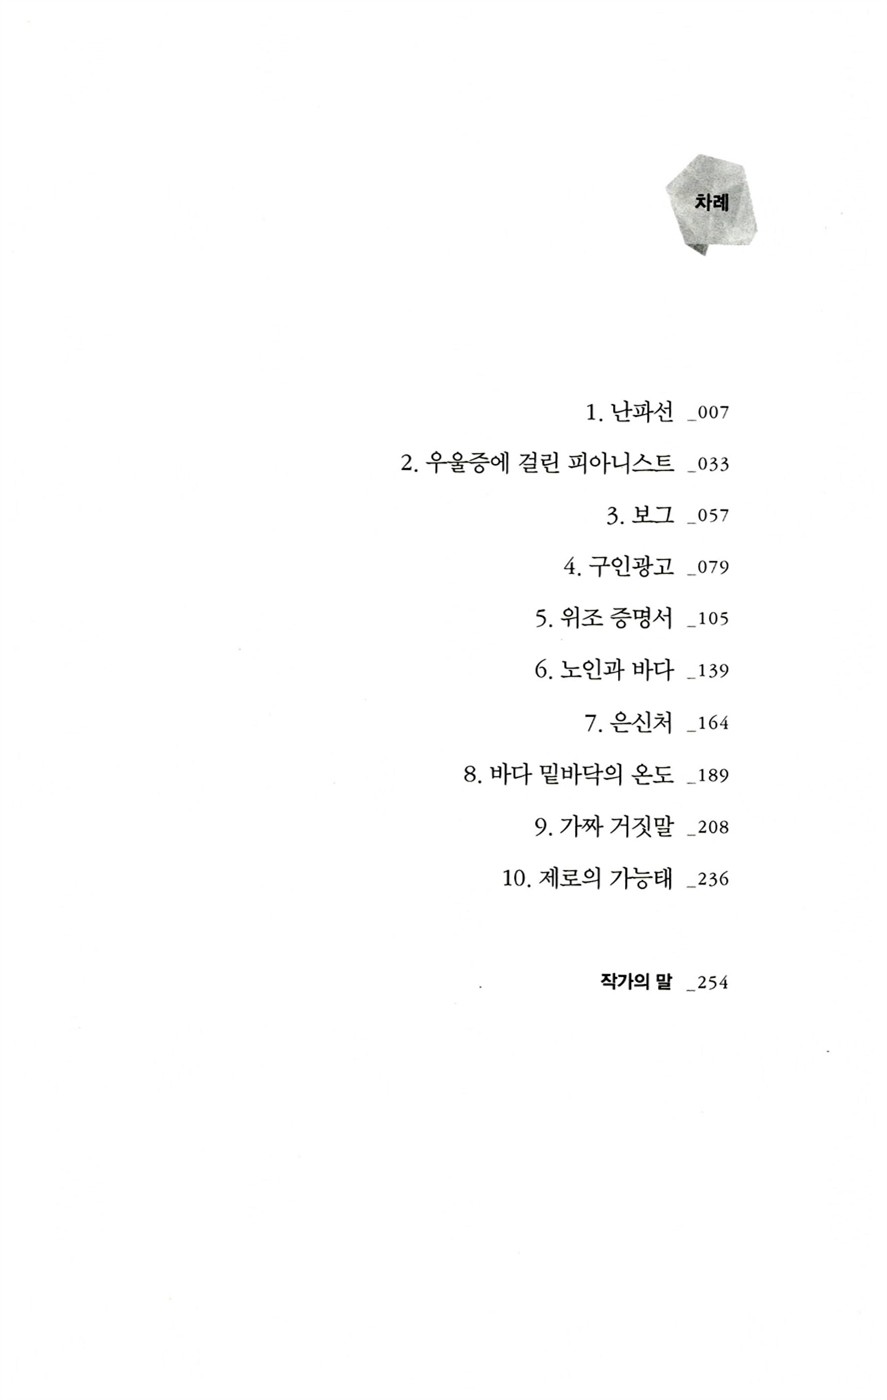 차례
1. 난파선 _007
2. 우울증에 걸린 피아니스트 _033
3. 보그 _057
4. 구인광고 _079
5. 위조 증명서 _105
6. 노인과 바다 _139
7. 은신처 _164
8. 바다 밑바닥의 온도 _189
9. 가짜 거짓말 _208
10. 제로의 가능태 _236
작가의 말 _254